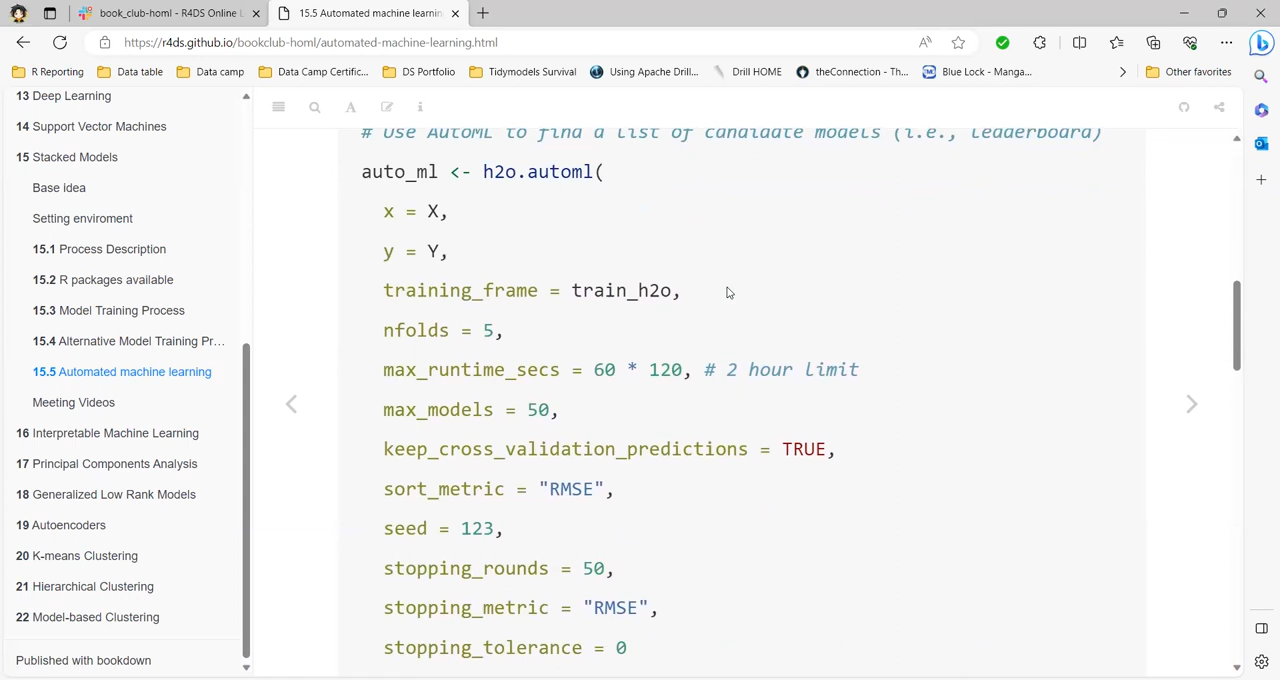 book_club-homl - R4DS Online L
15.5 Automated machine learnin
https://r4ds.github.io/bookclub-homl/automated-machine-learning.html
R Reporting
Data table
Data camp
Data Camp Certific...
DS Portfolio
Tidymodels Survival
Using Apache Drill...
Drill HOME
theConnection - Th...
Blue Lock - Manga...
Other favorites
13 Deep Learning
14 Support Vector Machines
15 Stacked Models
Base idea
Setting enviroment
15.1 Process Description
15.2 R packages available
15.3 Model Training Process
15.4 Alternative Model Training Pr...
15.5 Automated machine learning
Meeting Videos
16 Interpretable Machine Learning
17 Principal Components Analysis
18 Generalized Low Rank Models
19 Autoencoders
20 K-means Clustering
21 Hierarchical Clustering
22 Model-based Clustering
Published with bookdown
# Use AutoML to find a list of candidate models (i.e., leaderboard)
auto_ml <- h2o.automl(
x = X,
y = Y,
training_frame = train_h2o,
nfolds = 5,
max_runtime_secs = 60 * 120, # 2 hour limit
max_models = 50,
keep_cross_validation_predictions = TRUE,
sort_metric = "RMSE",
seed = 123,
stopping_rounds = 50,
stopping_metric = "RMSE",
stopping_tolerance = 0